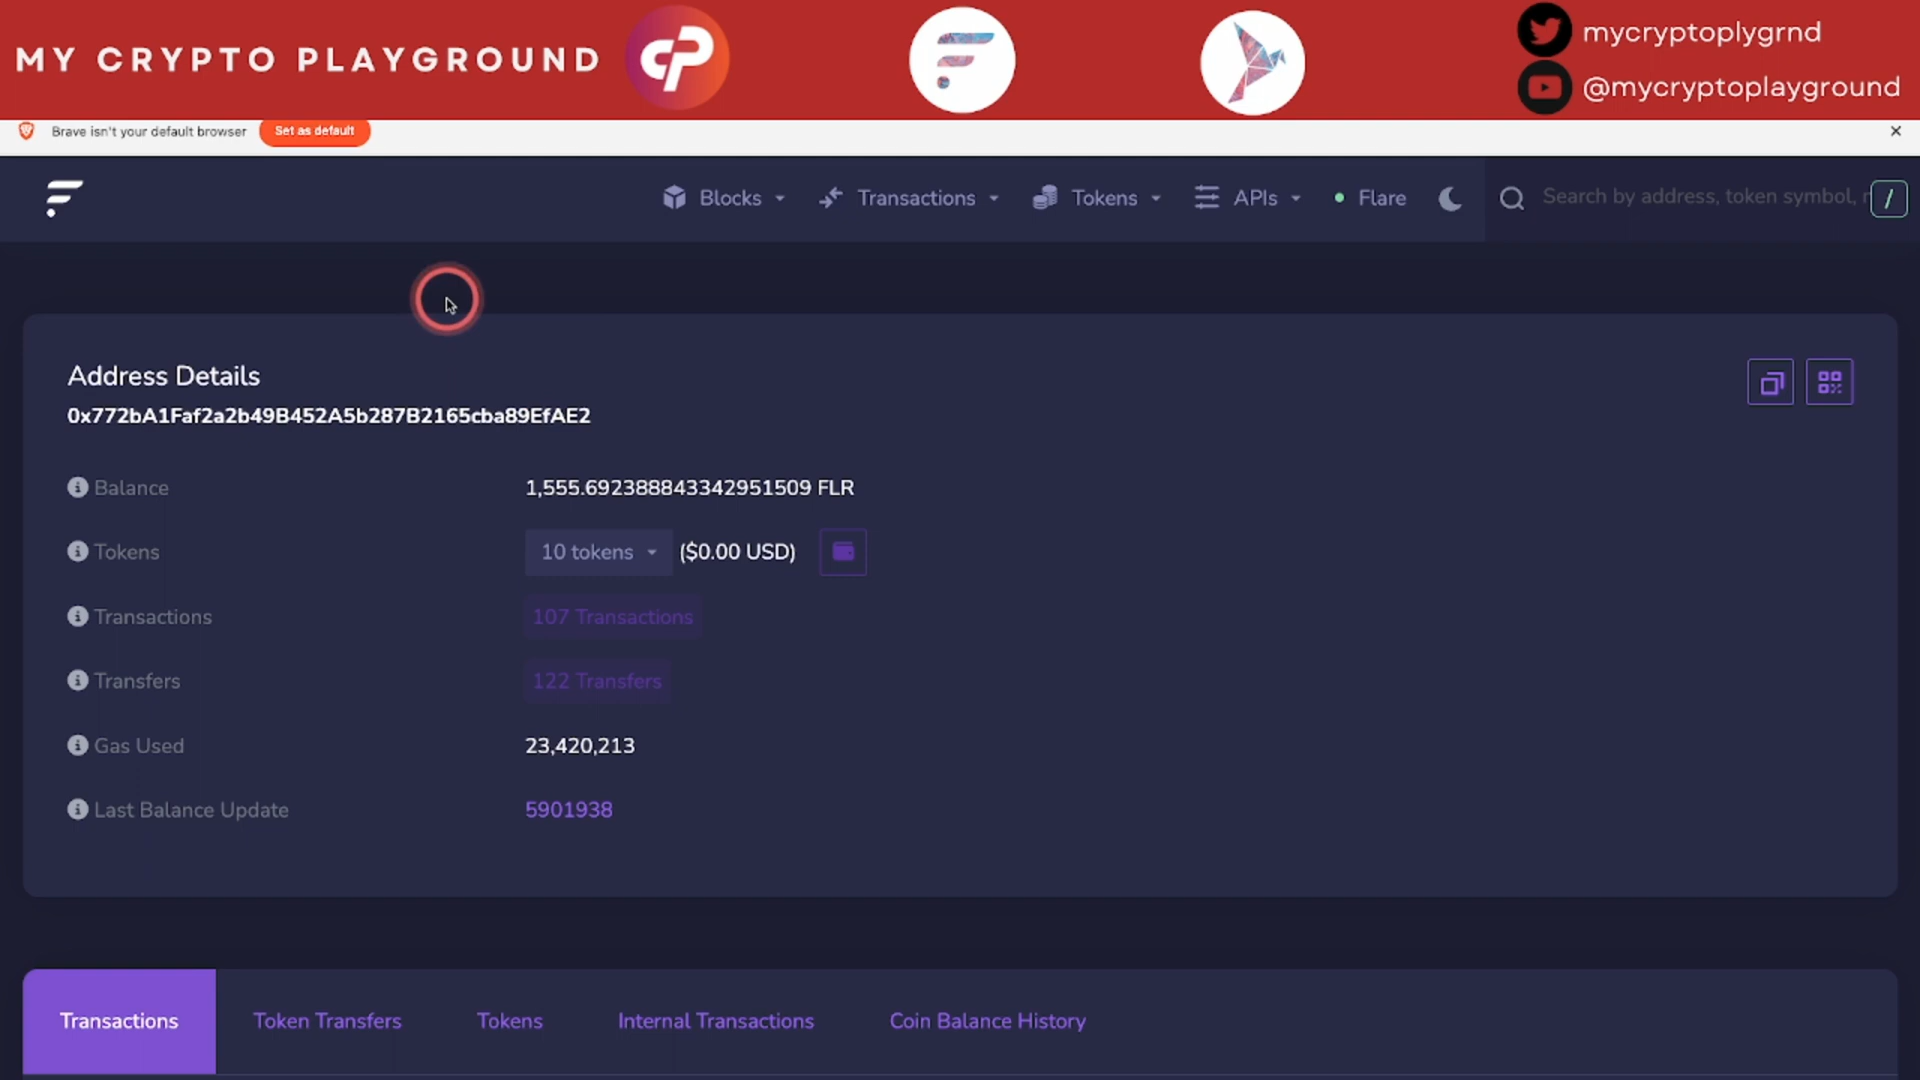 MY CRYPTO PLAYGROUND
mycryptoplygrnd
@mycryptoplayground
Brave isn't your default browser
Set as default
Blocks
Transactions
Tokens
APIs
Flare
Search by address, token symbol,
/
Address Details
0x772bA1Faf2a2b49B452A5b287B2165cba89EfAE2
Balance
1,555.692388843342951509 FLR
Tokens
10 tokens
($0.00 USD)
Transactions
107 Transactions
Transfers
122 Transfers
Gas Used
23,420,213
Last Balance Update
5901938
Transactions
Token Transfers
Tokens
Internal Transactions
Coin Balance History